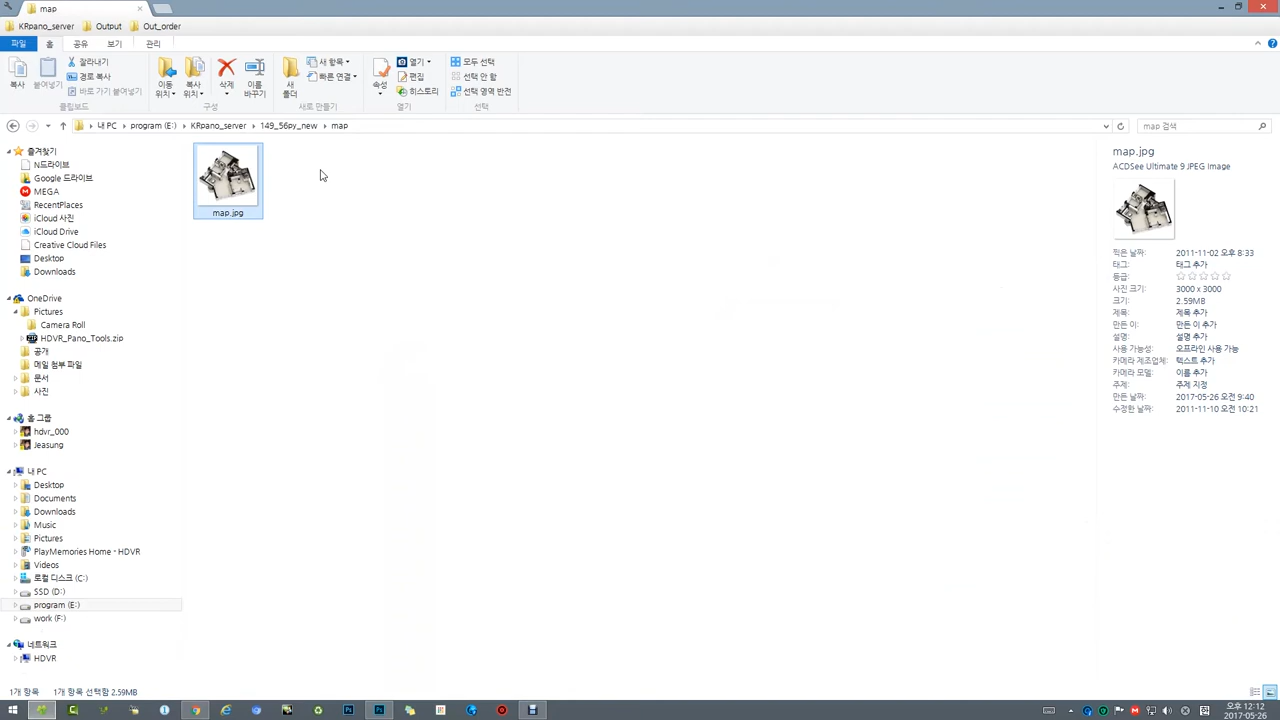 map
KRpano_server
Output
Out_order
파일
홈
공유
보기
관리
복사
붙여넣기
잘라내기
경로 복사
바로 가기 붙여넣기
클립보드
이동 위치
복사 위치
삭제
이름 바꾸기
구성
새 폴더
새 항목
빠른 연결
새로 만들기
속성
열기
편집
히스토리
열기
모두 선택
선택 안 함
선택 영역 반전
선택
내 PC
program (E:)
KRpano_server
149_56py_new
map
map 검색
즐겨찾기
N드라이브
Google 드라이브
MEGA
RecentPlaces
iCloud 사진
iCloud Drive
Creative Cloud Files
Desktop
Downloads
OneDrive
Pictures
Camera Roll
HDVR_Pano_Tools.zip
공개
메일 첨부 파일
문서
사진
홈 그룹
hdvr_000
Jeasung
내 PC
Desktop
Documents
Downloads
Music
Pictures
PlayMemories Home - HDVR
Videos
로컬 디스크 (C:)
SSD (D:)
program (E:)
work (F:)
네트워크
HDVR
map.jpg
map.jpg
ACDSee Ultimate 9 JPEG Image
찍은 날짜: 2011-11-02 오후 8:33
태그: 태그 추가
등급:
사진 크기: 3000 x 3000
크기: 2.59MB
제목: 제목 추가
만든 이: 만든 이 추가
설명: 설명 추가
사용 가능성: 오프라인 사용 가능
카메라 제조업체: 텍스트 추가
카메라 모델: 이름 추가
주제: 주제 지정
만든 날짜: 2017-05-26 오전 9:40
수정한 날짜: 2011-11-10 오전 10:21
1개 항목
1개 항목 선택함 2.59MB
오후 12:12
2017-05-26